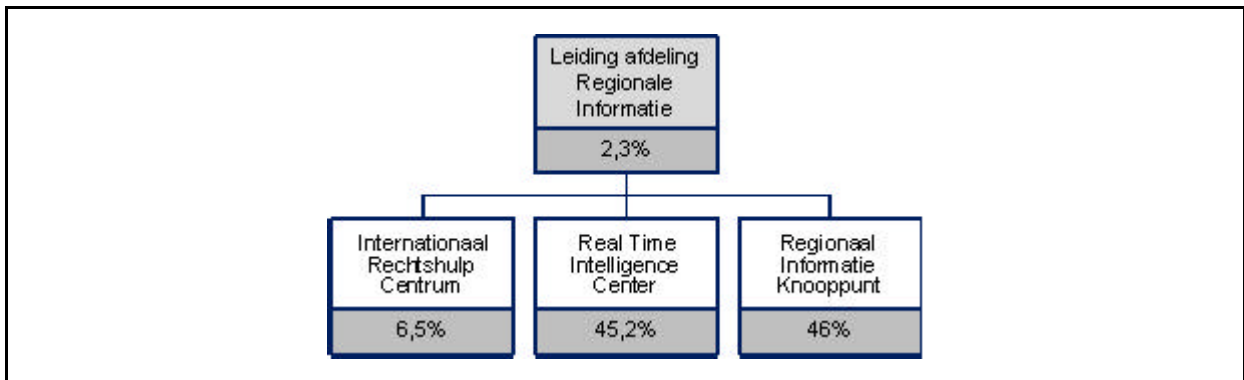 Leiding afdeling
Regionale
Informatie
2,3%
Internationaal
Rechtshulp
Centrum
6,5%
Real Time
Intelligence
Center
45,2%
Regionaal
Informatie
Knooppunt
46%